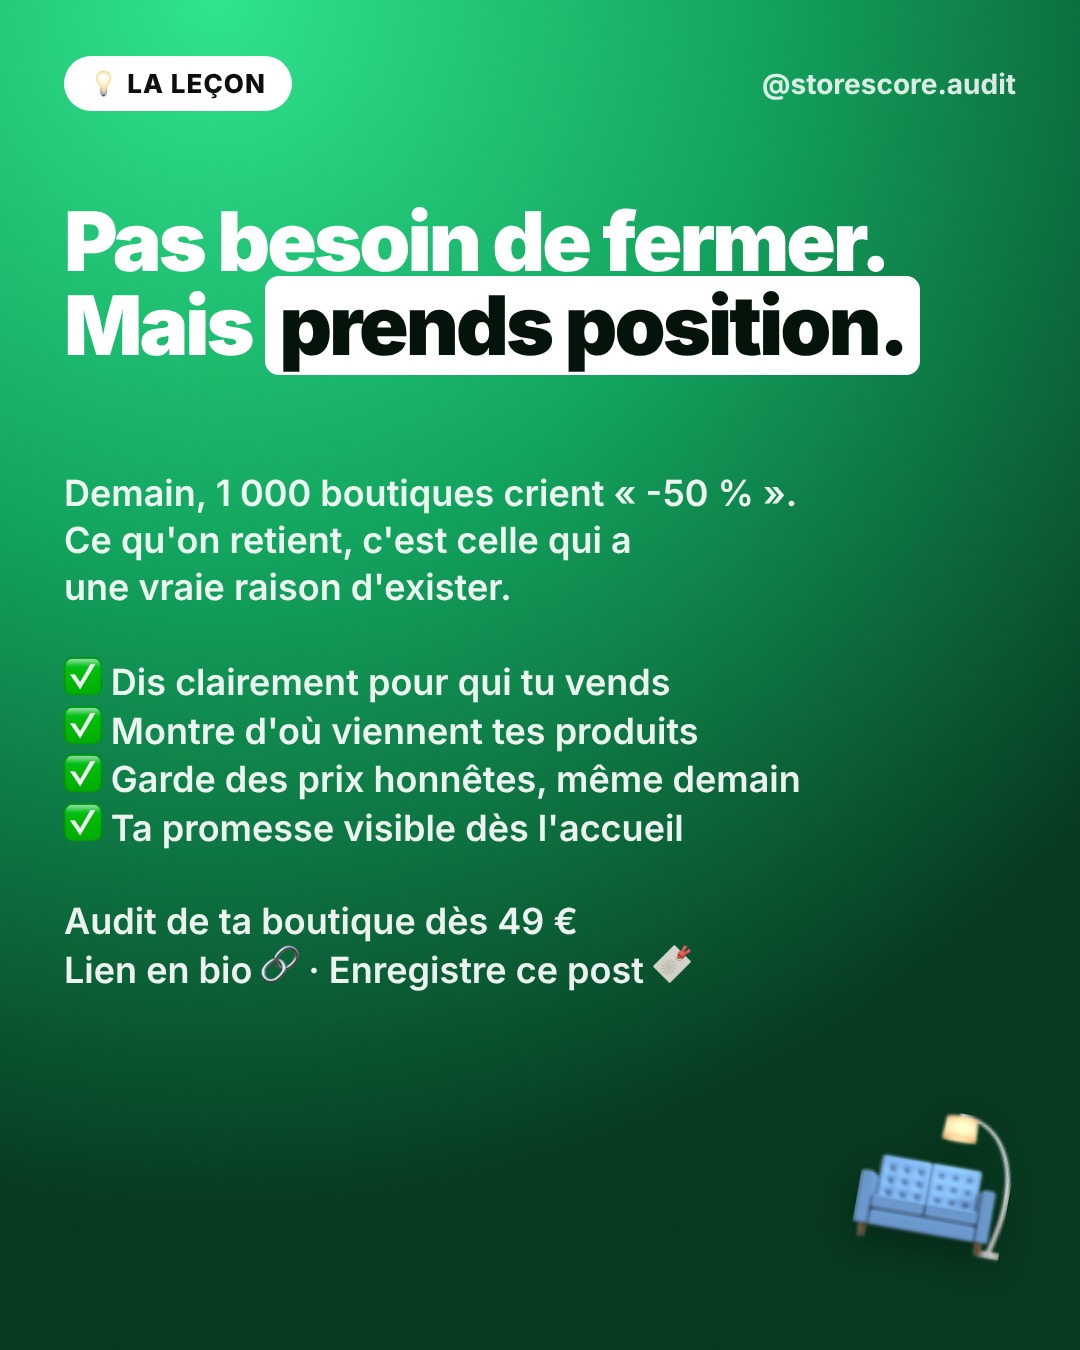 💡 LA LEÇON
@storescore.audit
Pas besoin de fermer.
Mais prends position.
Demain, 1 000 boutiques crient « -50 % ».
Ce qu'on retient, c'est celle qui a
une vraie raison d'exister.
✅ Dis clairement pour qui tu vends
✅ Montre d'où viennent tes produits
✅ Garde des prix honnêtes, même demain
✅ Ta promesse visible dès l'accueil
Audit de ta boutique dès 49 €
Lien en bio 🔗 · Enregistre ce post 🔖